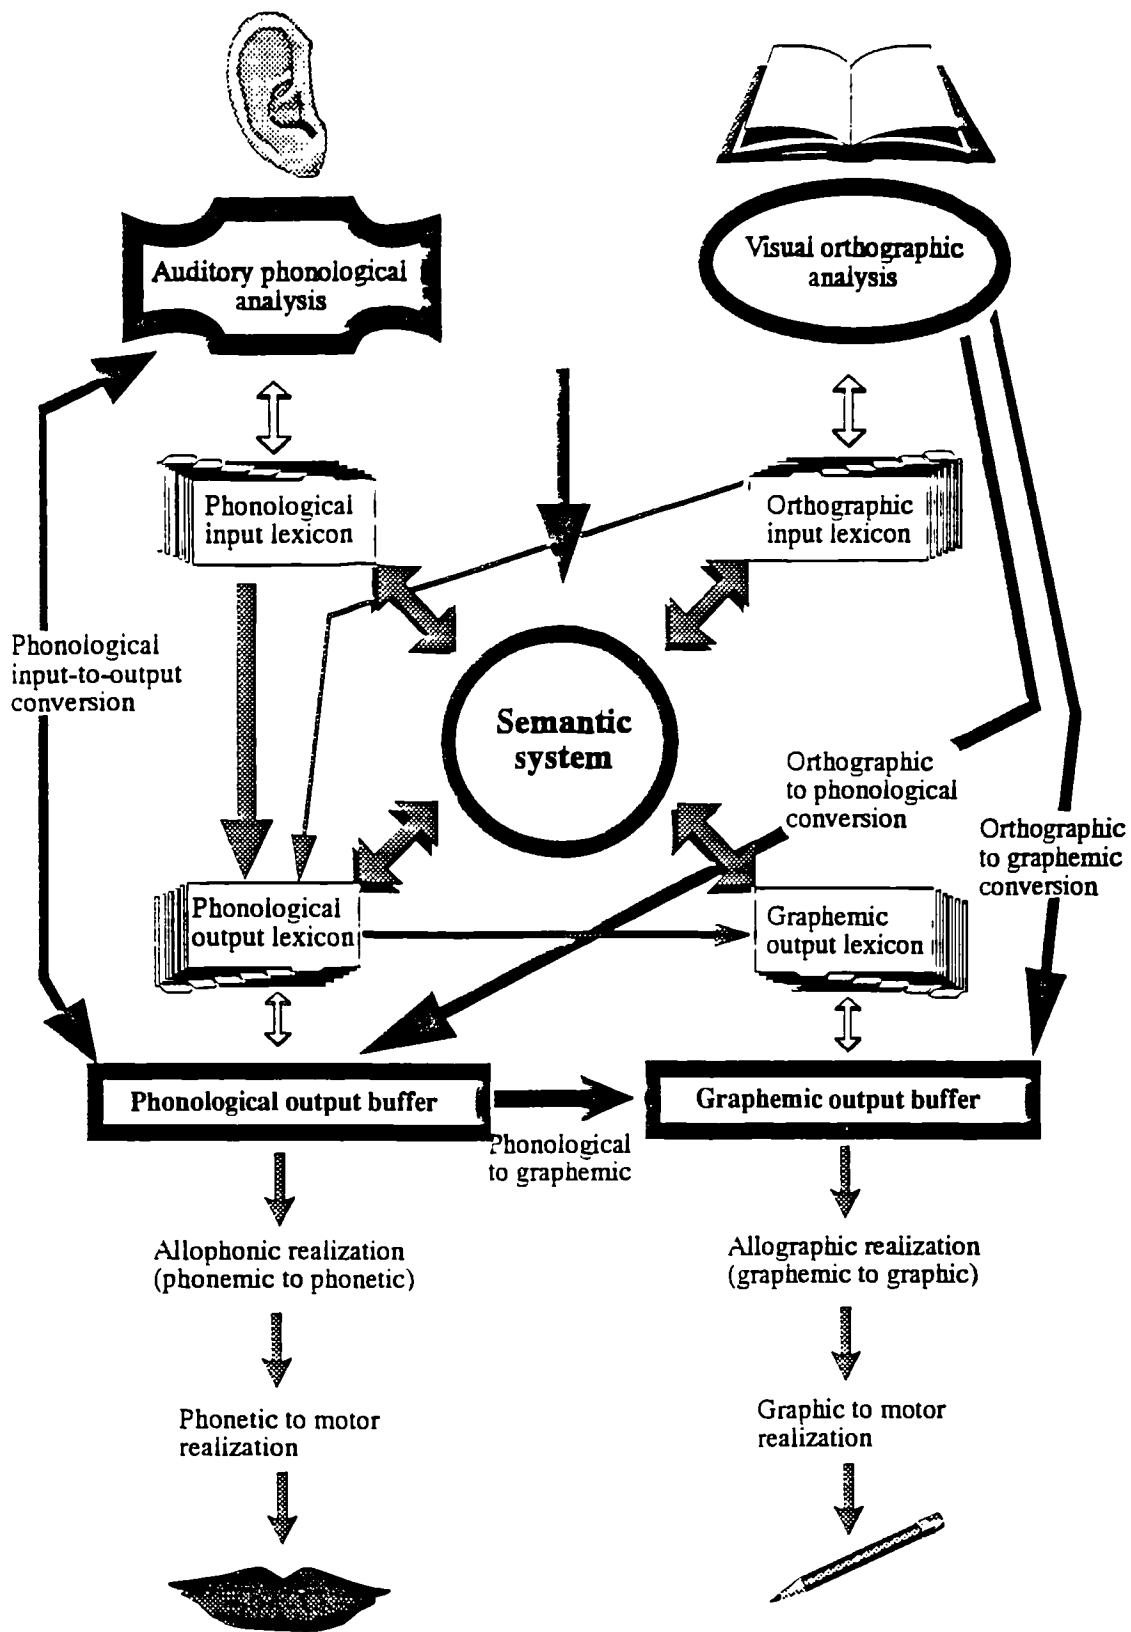 Auditory phonological
analysis
Visual orthographic
analysis
Phonological
input lexicon
Orthographic
input lexicon
Phonological
input-to-output
conversion
Semantic
system
Orthographic
to phonological
conversion
Orthographic
to graphemic
conversion
Phonological
output lexicon
Graphemic
output lexicon
Phonological output buffer
Graphemic output buffer
Phonological
to graphemic
Allophonic realization
(phonemic to phonetic)
Allographic realization
(graphemic to graphic)
Phonetic to motor
realization
Graphic to motor
realization